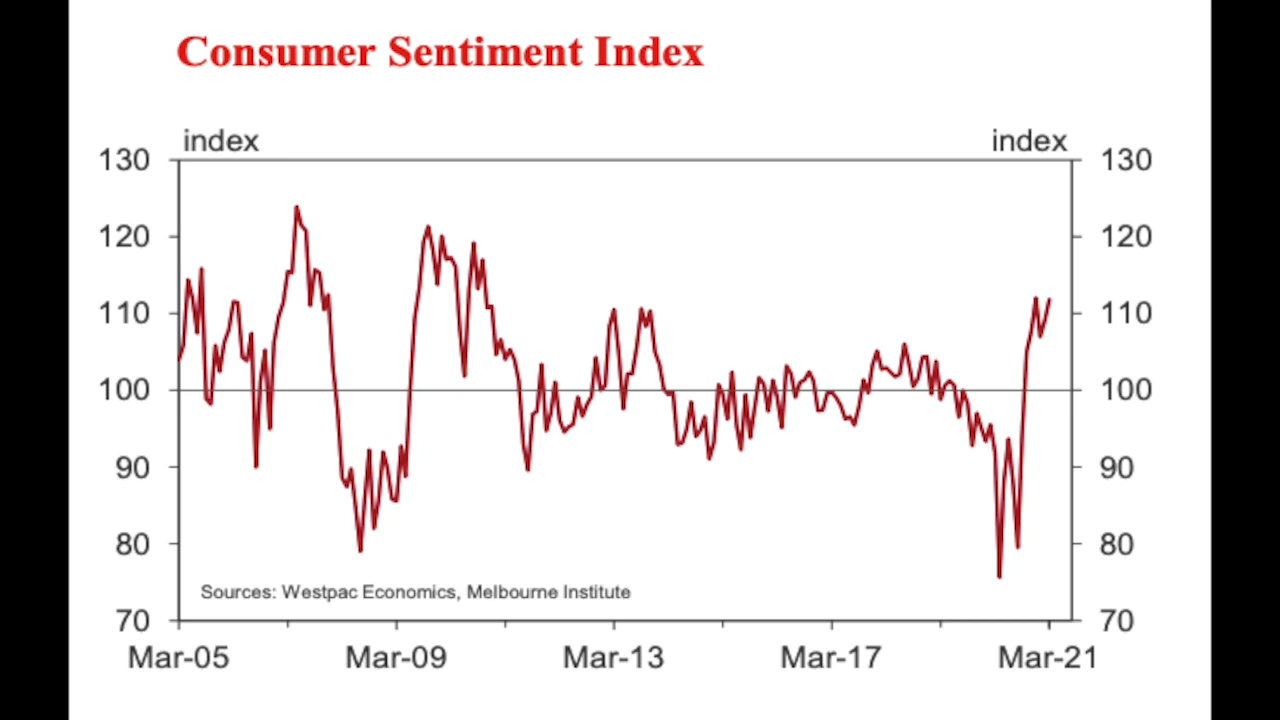 Consumer Sentiment Index
index index
130 130
120 120
110 110
100 100
90 90
80 80
Sources: Westpac Economics, Melbourne Institute
70 70
Mar-05 Mar-09 Mar-13 Mar-17 Mar-21